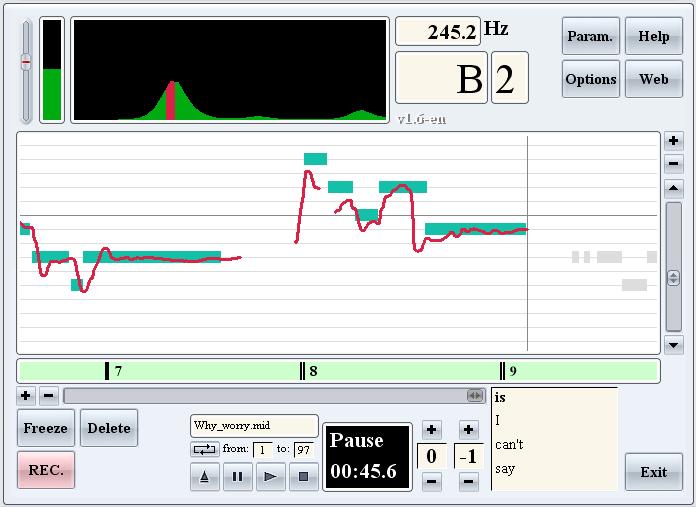 245.2 Hz
Param. Help
B 2
Options Web
v1.6-en
+
−
7 8 9
+ −
is
I
can't
say
Freeze Delete
Why_worry.mid
from: 1 to: 97
REC.
Pause
00:45.6
+ +
0 -1
− −
Exit